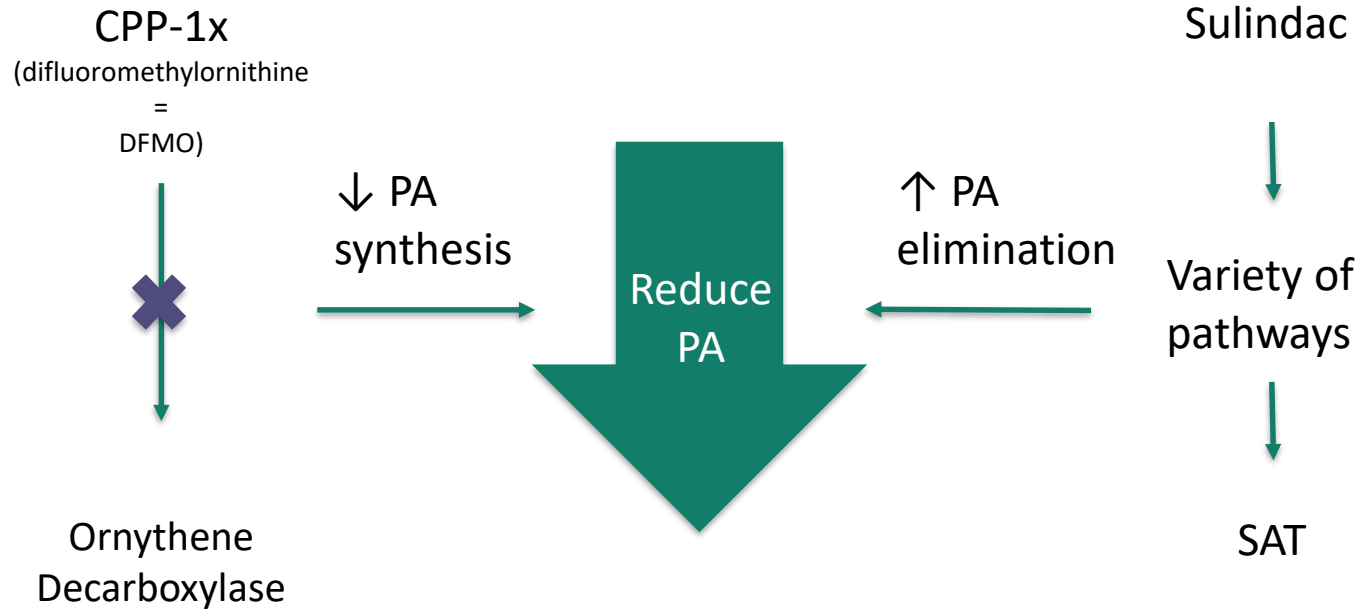 CPP-1x
(difluoromethylornithine
=
DFMO)
↓ PA
synthesis
Ornythene
Decarboxylase
Reduce
PA
↑ PA
elimination
Sulindac
Variety of
pathways
SAT